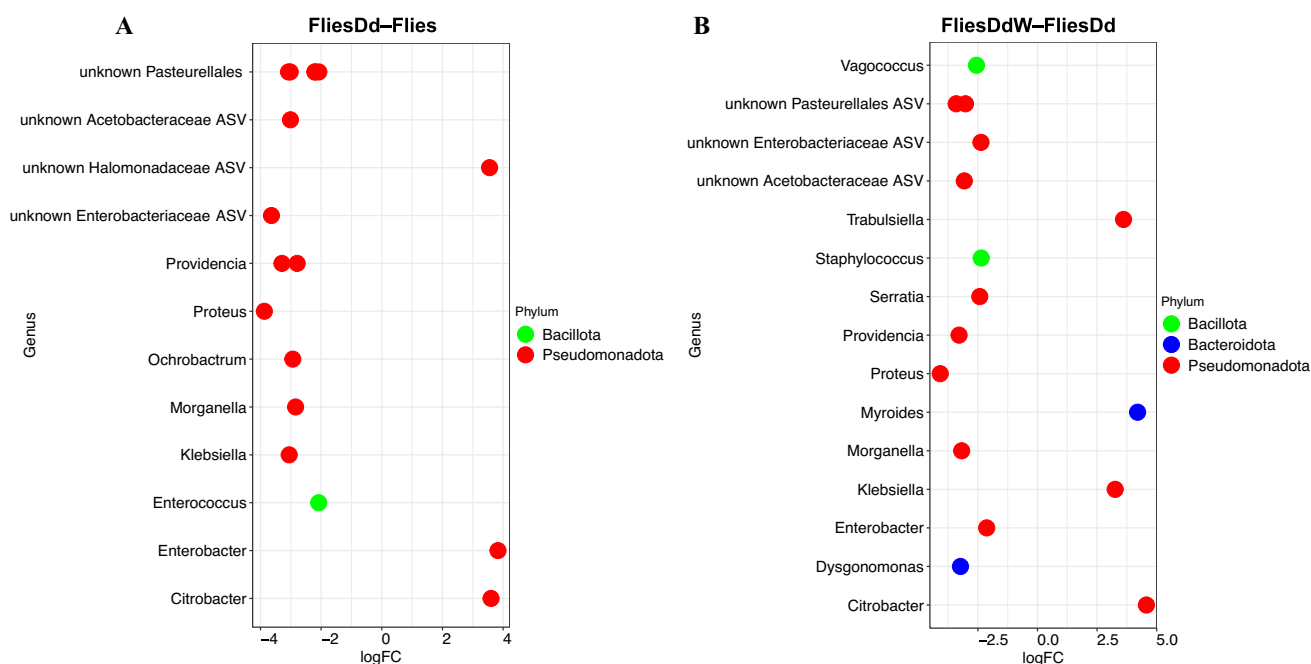 A
FliesDd–Flies
unknown Pasteurellales
unknown Acetobacteraceae ASV
unknown Halomonadaceae ASV
unknown Enterobacteriaceae ASV
Providencia
Proteus
Ochrobactrum
Morganella
Klebsiella
Enterococcus
Enterobacter
Citrobacter
Genus
−4 −2 0 2 4
logFC
Phylum
Bacillota
Pseudomonadota
B
FliesDdW–FliesDd
Vagococcus
unknown Pasteurellales ASV
unknown Enterobacteriaceae ASV
unknown Acetobacteraceae ASV
Trabulsiella
Staphylococcus
Serratia
Providencia
Proteus
Myroides
Morganella
Klebsiella
Enterobacter
Dysgonomonas
Citrobacter
Genus
−2.5 0.0 2.5 5.0
logFC
Phylum
Bacillota
Bacteroidota
Pseudomonadota